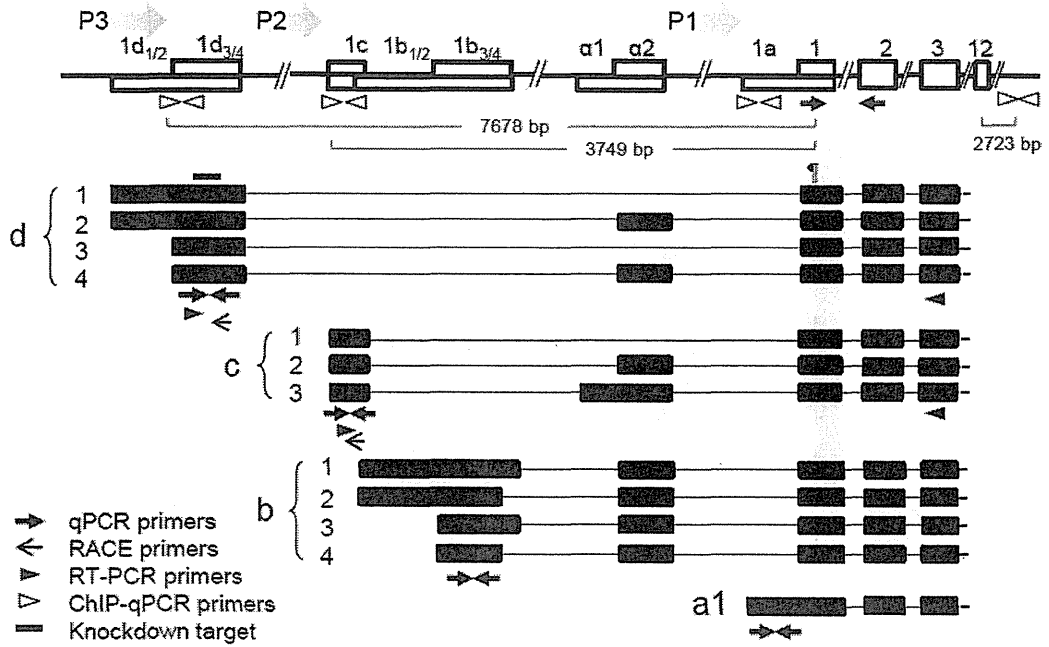 P3 P2 P1
1d1/2 1d3/4 1c 1b1/2 1b3/4 α1 α2 1a 1 2 3 12
7678 bp
3749 bp
2723 bp
¶
d
1
2
3
4
c
1
2
3
b
1
2
3
4
a1
qPCR primers
RACE primers
RT-PCR primers
ChIP-qPCR primers
Knockdown target